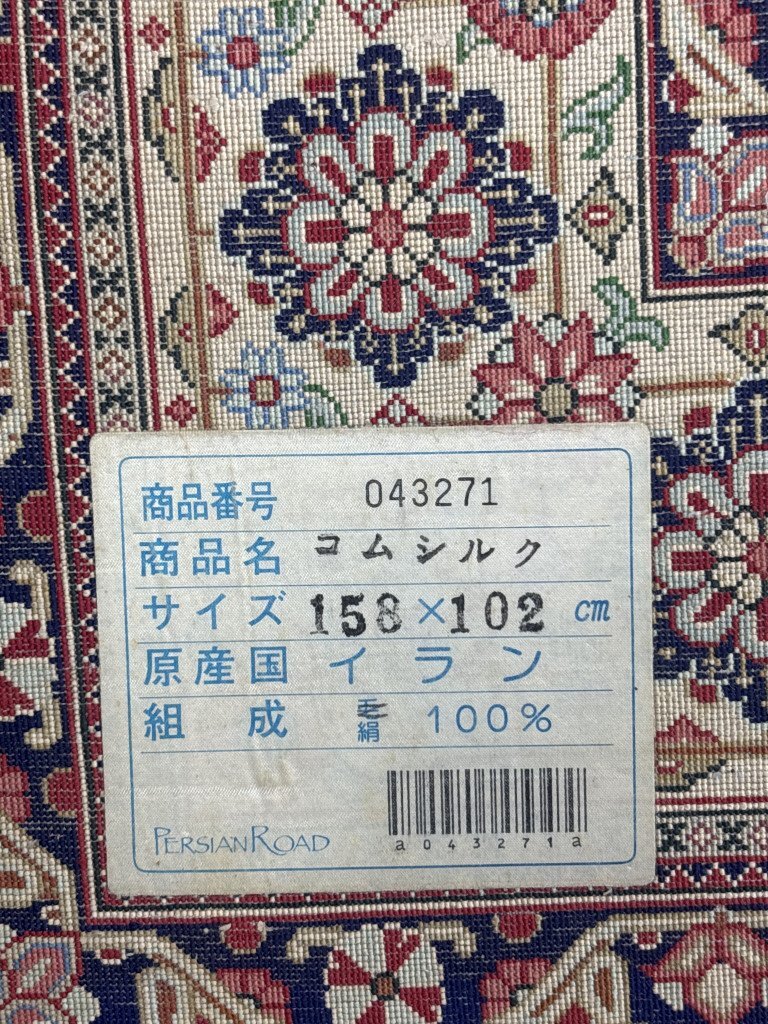 商品番号 043271
商品名 コムシルク
サイズ 158×102 cm
原産国 イラン
組成 毛 絹 100%
PERSIAN ROAD
a043271a